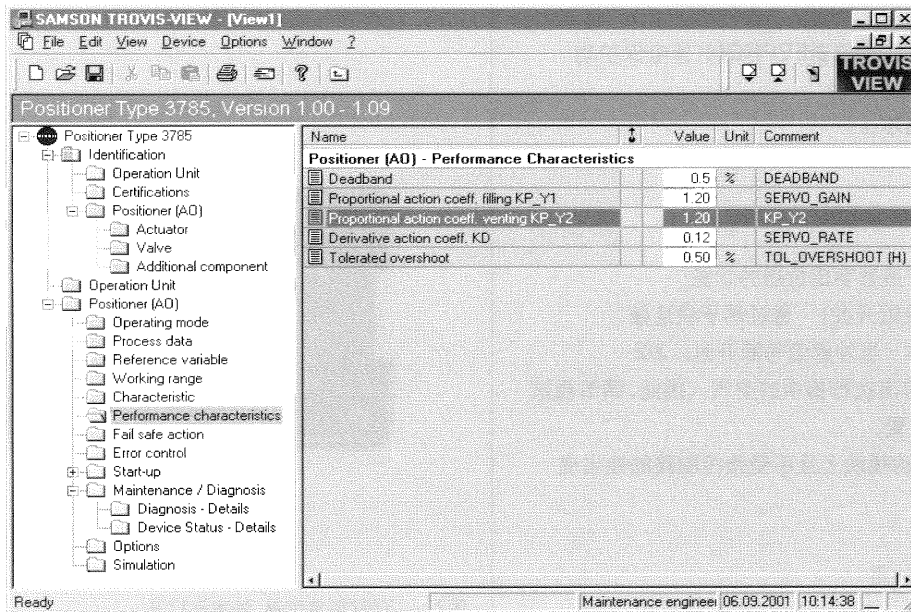 SAMSON TROVIS-VIEW - [View1]
File Edit View Device Options Window ?
TROVIS
VIEW
Positioner Type 3785, Version 1.00 - 1.09
Positioner Type 3785
Identification
Operation Unit
Certifications
Positioner (AO)
Actuator
Valve
Additional component
Operation Unit
Positioner (AO)
Operating mode
Process data
Reference variable
Working range
Characteristic
Performance characteristics
Fail safe action
Error control
Start-up
Maintenance / Diagnosis
Diagnosis - Details
Device Status - Details
Options
Simulation
Name Value Unit Comment
Positioner (AO) - Performance Characteristics
Deadband 0.5 % DEADBAND
Proportional action coeff. filling KP_Y1 1.20 SERVO_GAIN
Proportional action coeff. venting KP_Y2 1.20 KP_Y2
Derivative action coeff. KD 0.12 SERVO_RATE
Tolerated overshoot 0.50 % TOL_OVERSHOOT (H)
Ready Maintenance enginee 06.09.2001 10:14:38